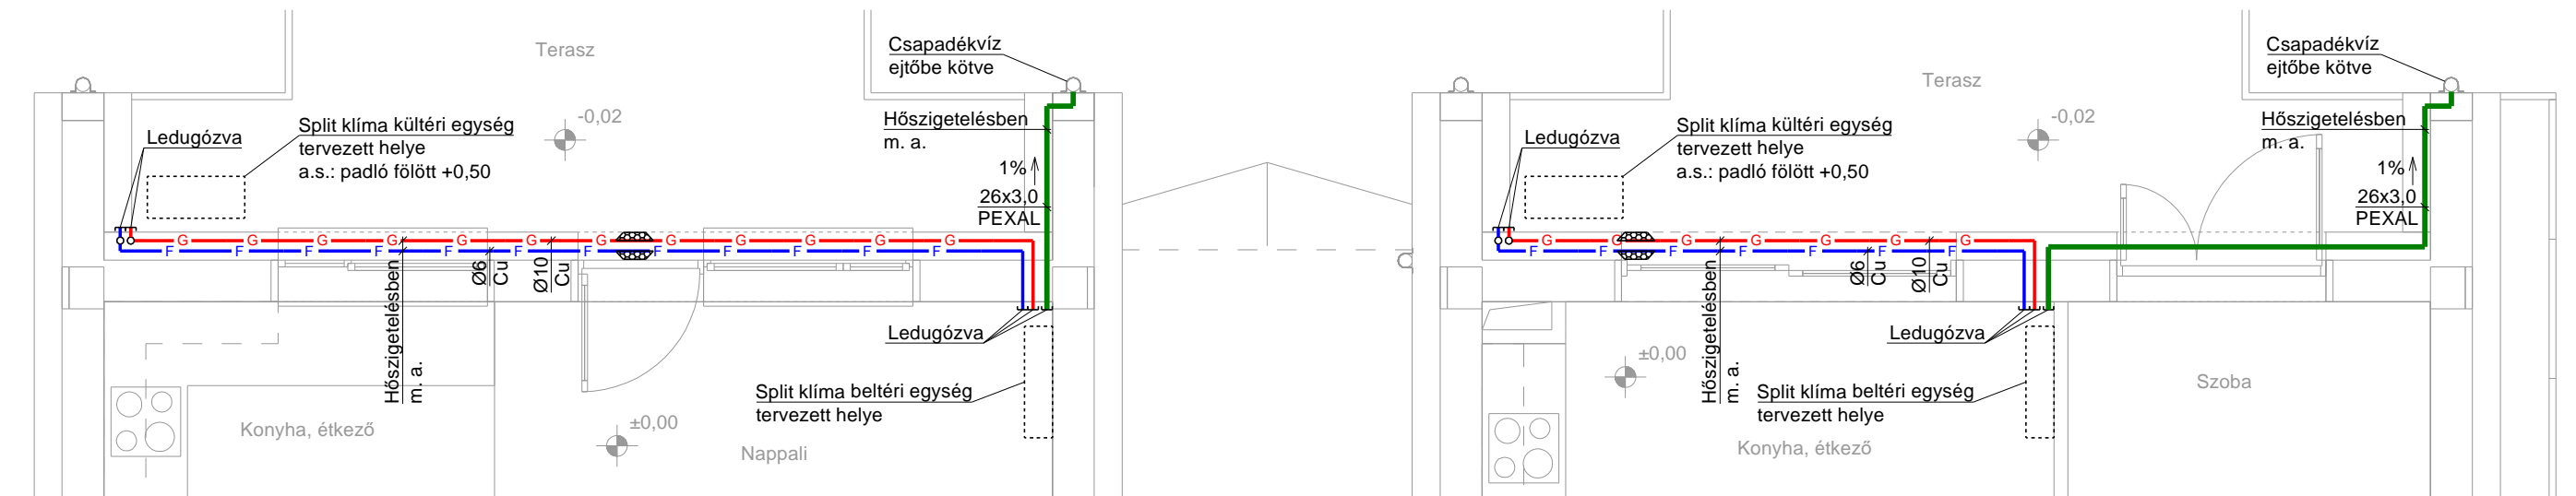 Terasz
Csapadékvíz
ejtőbe kötve
-0,02
Ledugózva
Split klíma kültéri egység
tervezett helye
a.s.: padló fölött +0,50
Hőszigetelésben
m. a.
1%
26x3,0
PEXAL
G G G G G G G G G G G G
F F F F F F F F F F F F
Hőszigetelésben
m. a.
Ø6
Cu
Ø10
Cu
Ledugózva
Split klíma beltéri egység
tervezett helye
Konyha, étkező
±0,00
Nappali
Terasz
Csapadékvíz
ejtőbe kötve
-0,02
Ledugózva
Split klíma kültéri egység
tervezett helye
a.s.: padló fölött +0,50
Hőszigetelésben
m. a.
1%
26x3,0
PEXAL
G G G G G G G
F F F F F F F
Hőszigetelésben
m. a.
Ø6
Cu
Ø10
Cu
Ledugózva
±0,00
Split klíma beltéri egység
tervezett helye
Szoba
Konyha, étkező